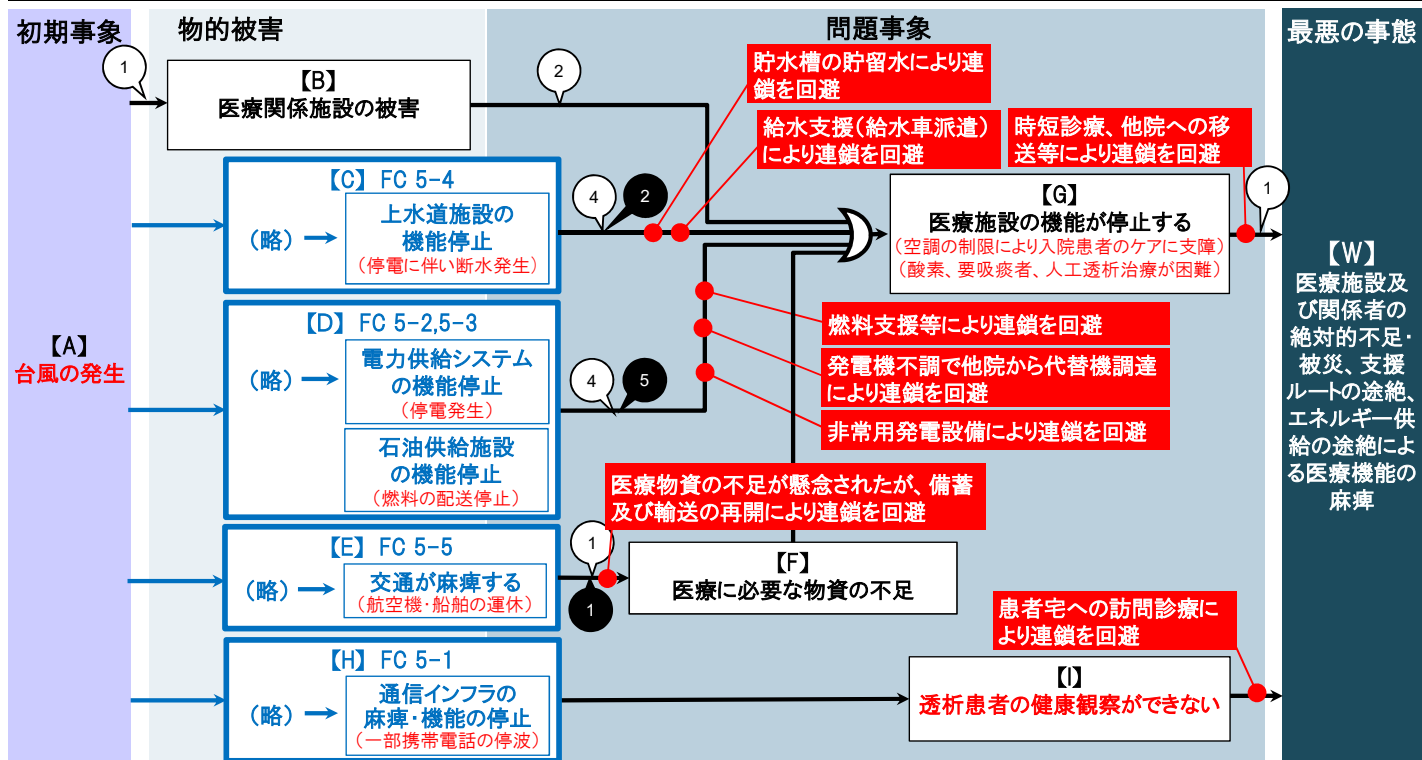 初期事象
物的被害
問題事象
最悪の事態
1
【B】
医療関係施設の被害
2
貯水槽の貯留水により連
鎖を回避
給水支援(給水車派遣)
により連鎖を回避
時短診療、他院への移
送等により連鎖を回避
【C】 FC 5-4
(略)
上水道施設の
機能停止
(停電に伴い断水発生)
4
2
【G】
医療施設の機能が停止する
(空調の制限により入院患者のケアに支障)
(酸素、要吸痰者、人工透析治療が困難)
1
【D】 FC 5-2,5-3
(略)
電力供給システム
の機能停止
(停電発生)
石油供給施設
の機能停止
(燃料の配送停止)
4
5
燃料支援等により連鎖を回避
発電機不調で他院から代替機調達
により連鎖を回避
非常用発電設備により連鎖を回避
【A】
台風の発生
医療物資の不足が懸念されたが、備蓄
及び輸送の再開により連鎖を回避
【E】 FC 5-5
(略)
交通が麻痺する
(航空機・船舶の運休)
1
1
【F】
医療に必要な物資の不足
患者宅への訪問診療に
より連鎖を回避
【H】 FC 5-1
(略)
通信インフラの
麻痺・機能の停止
(一部携帯電話の停波)
【I】
透析患者の健康観察ができない
【W】
医療施設及
び関係者の
絶対的不足・
被災、支援
ルートの途絶、
エネルギー供
給の途絶によ
る医療機能の
麻痺